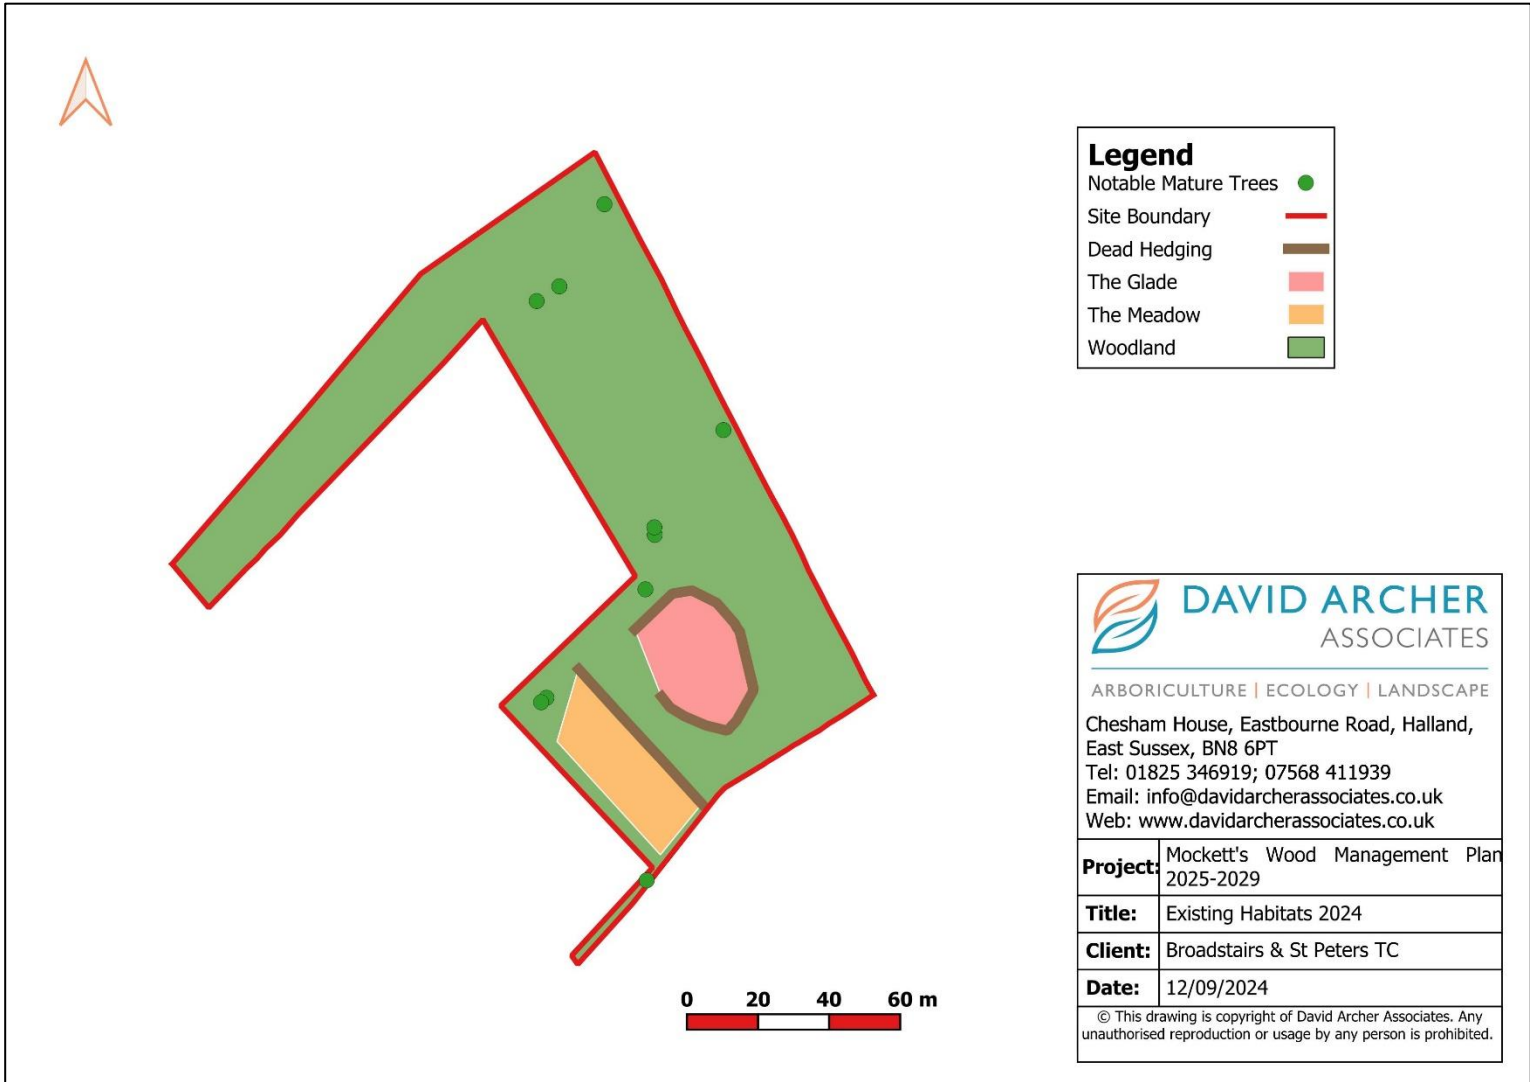 Legend
Notable Mature Trees
Site Boundary
Dead Hedging
The Glade
The Meadow
Woodland
DAVID ARCHER
ASSOCIATES
ARBORICULTURE | ECOLOGY | LANDSCAPE
Chesham House, Eastbourne Road, Halland,
East Sussex, BN8 6PT
Tel: 01825 346919; 07568 411939
Email: info@davidarcherassociates.co.uk
Web: www.davidarcherassociates.co.uk
Project: Mockett's Wood Management Plan
2025-2029
Title: Existing Habitats 2024
Client: Broadstairs & St Peters TC
Date: 12/09/2024
© This drawing is copyright of David Archer Associates. Any
unauthorised reproduction or usage by any person is prohibited.
0 20 40 60 m